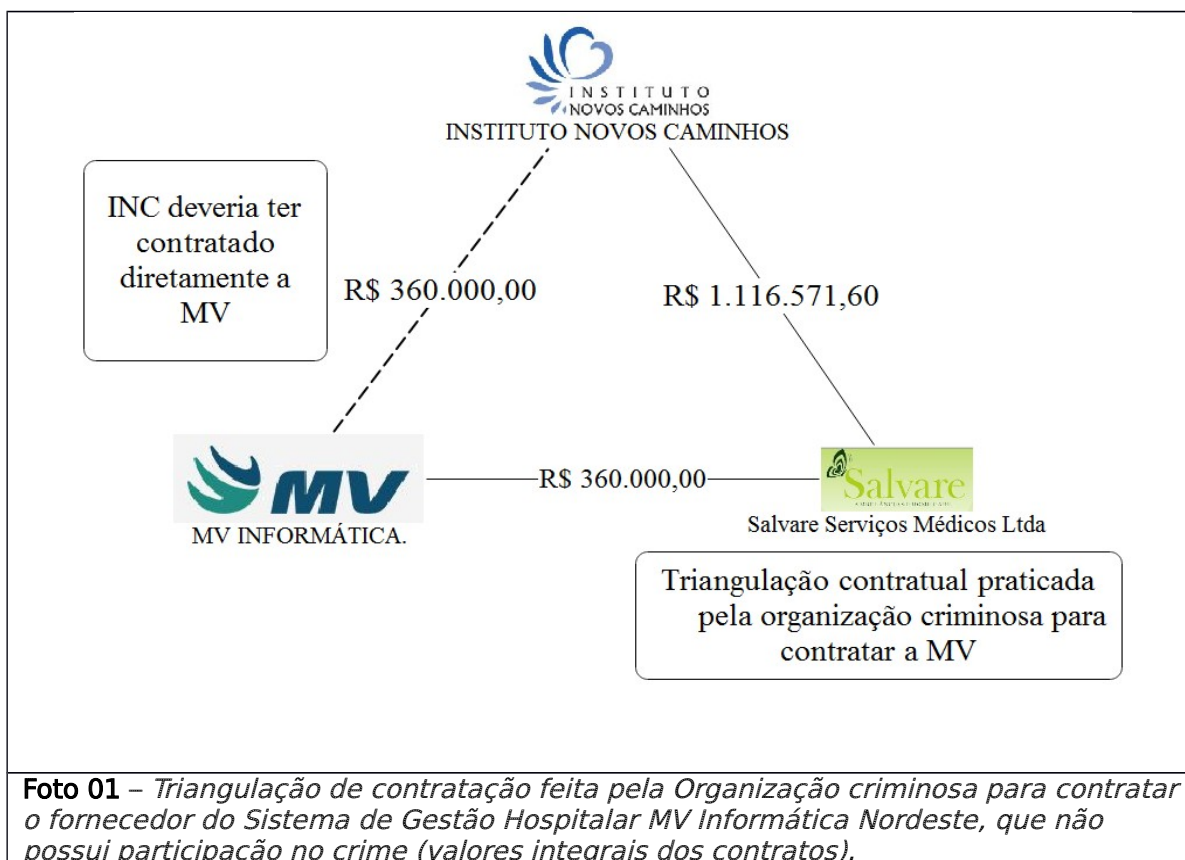 INSTITUTO
NOVOS CAMINHOS
INSTITUTO NOVOS CAMINHOS
INC deveria ter
contratado
diretamente a
MV
R$ 360.000,00
R$ 1.116.571,60
MV
MV INFORMÁTICA.
R$ 360.000,00
Salvare
Salvare Serviços Médicos Ltda
Triangulação contratual praticada
pela organização criminosa para
contratar a MV
Foto 01 – Triangulação de contratação feita pela Organização criminosa para contratar
o fornecedor do Sistema de Gestão Hospitalar MV Informática Nordeste, que não
possui participação no crime (valores integrais dos contratos).